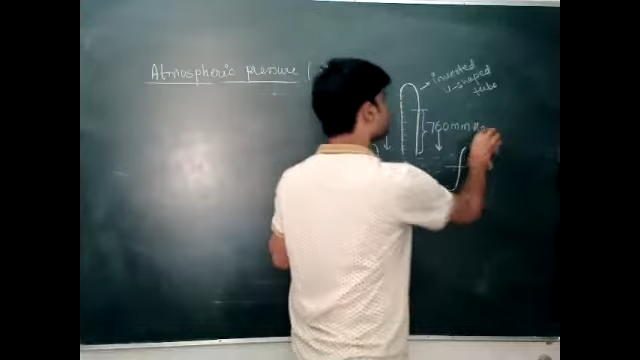 Atmospheric pressure (
inverted
U-shaped
tube
760mm